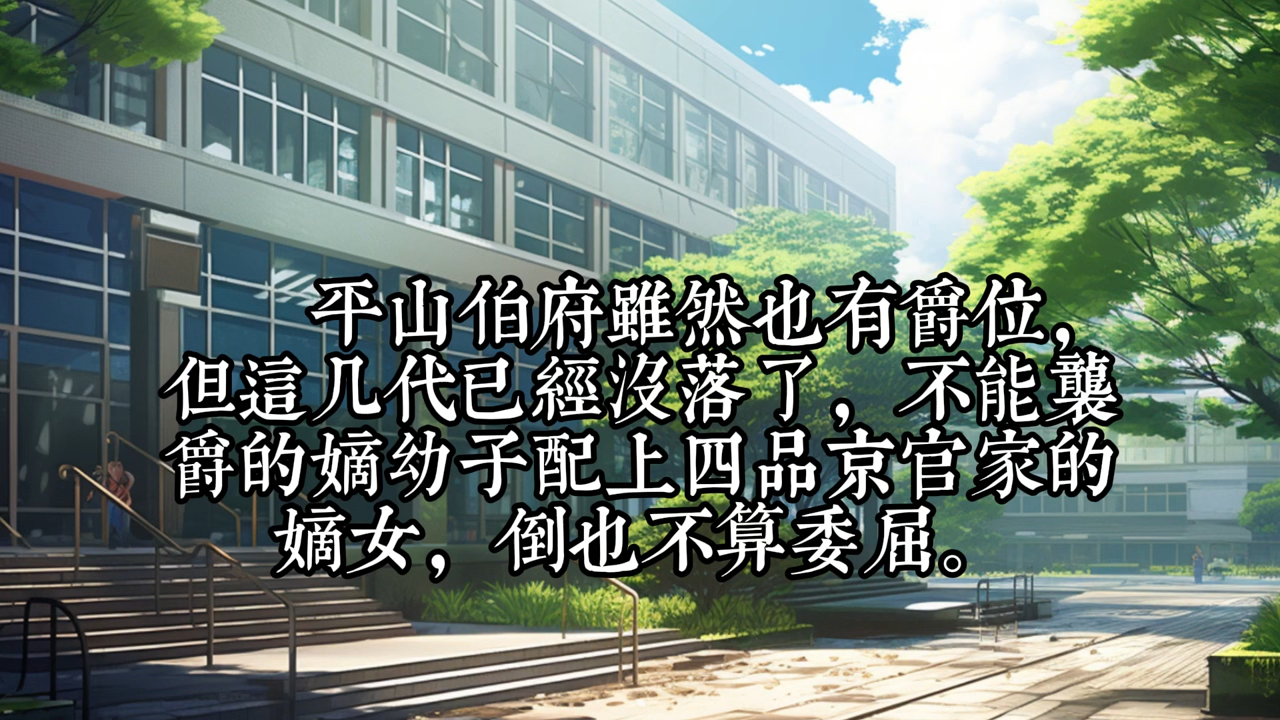 平山伯府雖然也有爵位，
但這几代已經沒落了，不能襲
爵的嫡幼子配上四品京官家的
嫡女，倒也不算委屈。